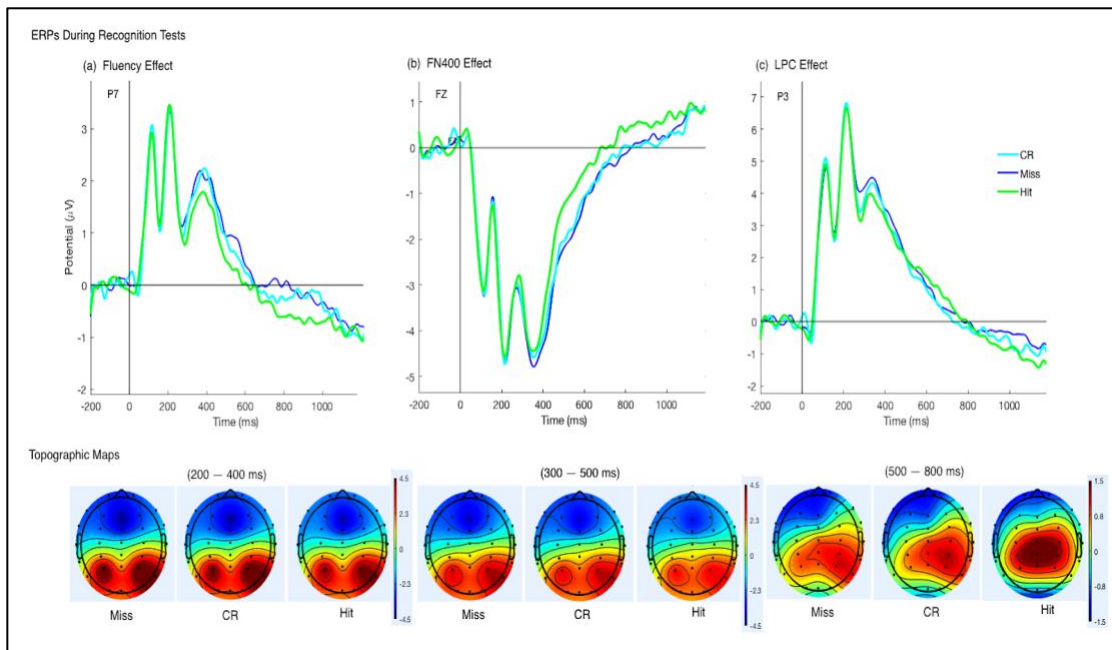 ERPs During Recognition Tests
(a) Fluency Effect
(b) FN400 Effect
(c) LPC Effect
P7
FZ
P3
Potential (μV)
3
2
1
0
-1
-2
-200 0 200 400 600 800 1000
Time (ms)
1
0
-1
-2
-3
-4
-5
-200 0 200 400 600 800 1000
Time (ms)
7
6
5
4
3
2
1
0
-1
-2
-200 0 200 400 600 800 1000
Time (ms)
CR
Miss
Hit
Topographic Maps
(200 — 400 ms)
(300 — 500 ms)
(500 — 800 ms)
4.5
2.3
0
-2.3
-4.5
4.5
2.3
0
-2.3
-4.5
1.5
0.8
0
-0.8
-1.5
Miss CR Hit
Miss CR Hit
Miss CR Hit